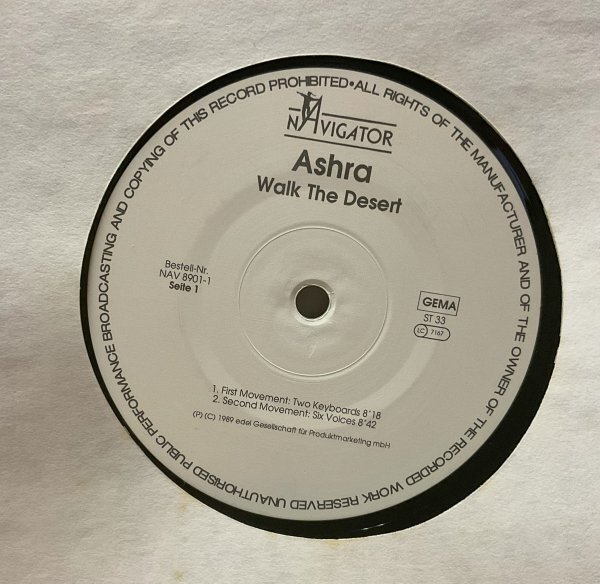 NAVIGATOR
Ashra
Walk The Desert
Bestell-Nr.
NAV 8901-1
Seite 1
GEMA
ST 33
LC 7167
1. First Movement: Two Keyboards 8'18
2. Second Movement: Six Voices 8'42
(P) (C) 1989 edel Gesellschaft für Produktmarketing mbH
ALL RIGHTS OF THE MANUFACTURER AND OF THE OWNER OF THE RECORDED WORK RESERVED UNAUTHORISED PUBLIC PERFORMANCE BROADCASTING AND COPYING OF THIS RECORD PROHIBITED•